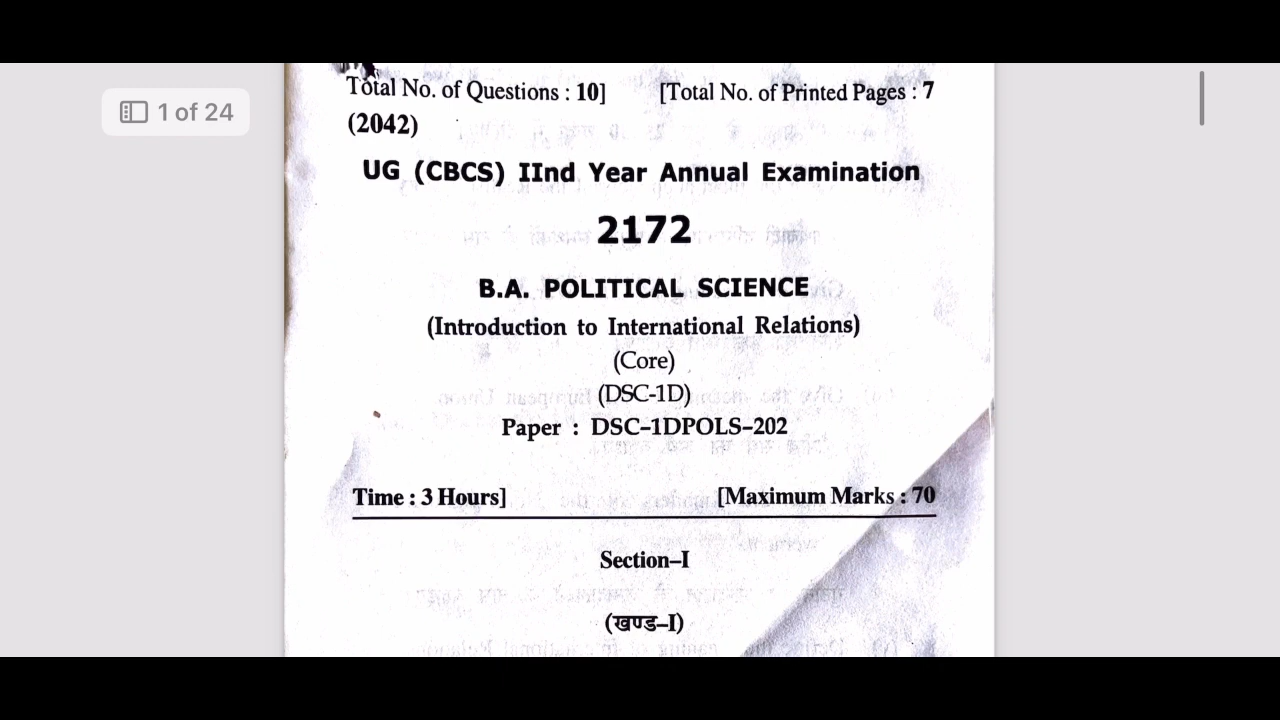 1 of 24
Total No. of Questions : 10] [Total No. of Printed Pages : 7
(2042)
UG (CBCS) IInd Year Annual Examination
2172
B.A. POLITICAL SCIENCE
(Introduction to International Relations)
(Core)
(DSC-1D)
Paper : DSC-1DPOLS-202
Time : 3 Hours] [Maximum Marks : 70
Section-I
(खण्ड-I)